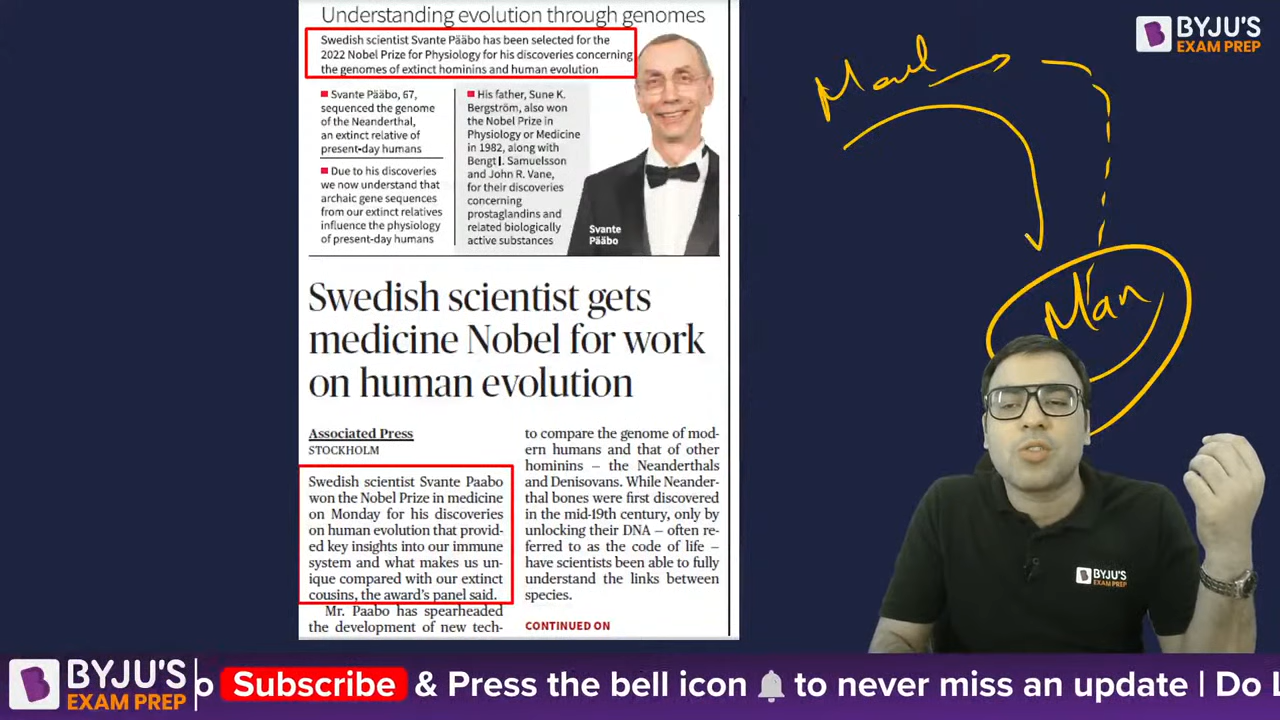 Understanding evolution through genomes
Swedish scientist Svante Pääbo has been selected for the
2022 Nobel Prize for Physiology for his discoveries concerning
the genomes of extinct hominins and human evolution
Svante Pääbo, 67,
sequenced the genome
of the Neanderthal,
an extinct relative of
present-day humans
Due to his discoveries
we now understand that
archaic gene sequences
from our extinct relatives
influence the physiology
of present-day humans
His father, Sune K.
Bergström, also won
the Nobel Prize in
Physiology or Medicine
in 1982, along with
Bengt I. Samuelsson
and John R. Vane,
for their discoveries
concerning
prostaglandins and
related biologically
active substances
Svante
Pääbo
Swedish scientist gets
medicine Nobel for work
on human evolution
Associated Press
STOCKHOLM
Swedish scientist Svante Paabo
won the Nobel Prize in medicine
on Monday for his discoveries
on human evolution that provid-
ed key insights into our immune
system and what makes us un-
ique compared with our extinct
cousins, the award's panel said.
Mr. Paabo has spearheaded
the development of new tech-
to compare the genome of mod-
ern humans and that of other
hominins – the Neanderthals
and Denisovans. While Neander-
thal bones were first discovered
in the mid-19th century, only by
unlocking their DNA – often re-
ferred to as the code of life –
have scientists been able to fully
understand the links between
species.
CONTINUED ON
BYJU'S
EXAM PREP
Man
BYJU'S
EXAM PREP
BYJU'S
EXAM PREP
Subscribe & Press the bell icon to never miss an update | Do